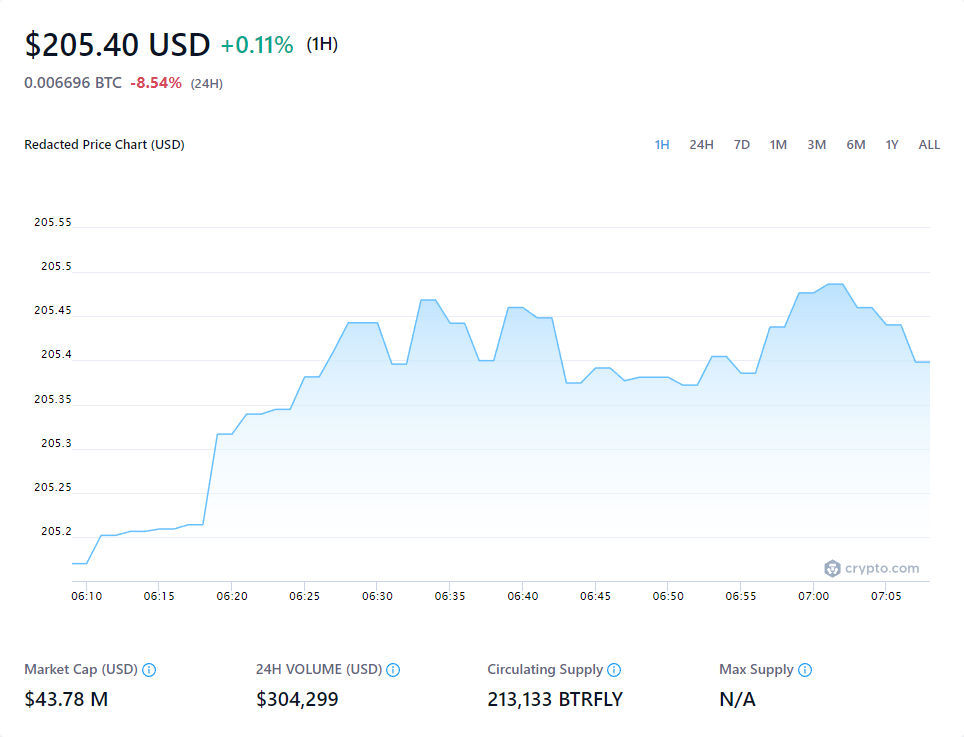 $205.40 USD +0.11% (1H)
0.006696 BTC -8.54% (24H)
Redacted Price Chart (USD) 1H 24H 7D 1M 3M 6M 1Y ALL
205.55
205.5
205.45
205.4
205.35
205.3
205.25
205.2
crypto.com
06:10 06:15 06:20 06:25 06:30 06:35 06:40 06:45 06:50 06:55 07:00 07:05
Market Cap (USD) 24H VOLUME (USD) Circulating Supply Max Supply
$43.78 M $304,299 213,133 BTRFLY N/A